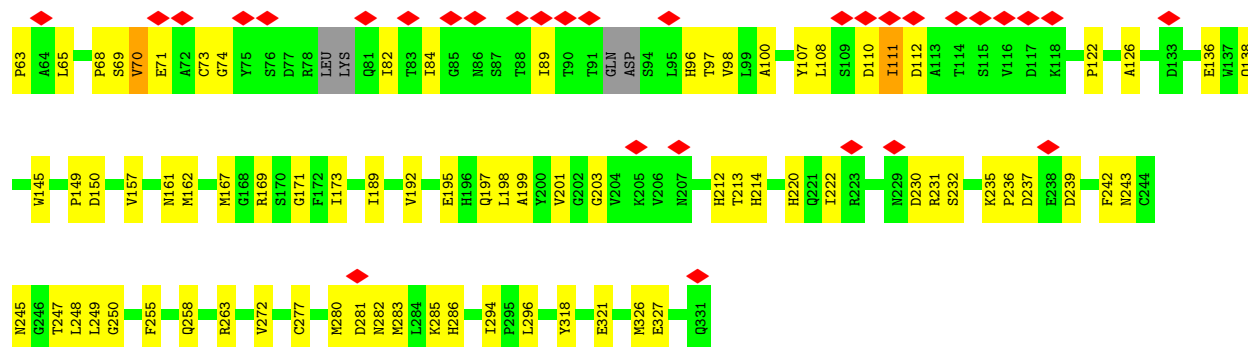 P63 A64 L65 P68 S69 V70 E71 A72 C73 G74 Y75 S76 D77 R78 LEU LYS Q81 I82 T83 I84 G85 N86 S87 T88 I89 T90 T91 GLN ASP S94 L95 H96 T97 V98 L99 A100 Y107 L108 S109 D110 I111 D112 A113 T114 S115 V116 D117 K118 P122 A126 D133 E136 W137 Q138
W145 P149 D150 V157 N161 M162 M167 G168 R169 S170 G171 F172 I173 I189 V192 E195 H196 Q197 L198 A199 Y200 V201 G202 G203 V204 K205 V206 N207 H212 T213 H214 H220 Q221 I222 R223 N229 D230 R231 S232 K235 P236 D237 E238 D239 F242 N243 C244
N245 G246 T247 L248 L249 G250 F255 Q258 R263 V272 C277 M280 D281 N282 M283 L284 K285 H286 I294 P295 L296 Y318 E321 M326 E327 Q331